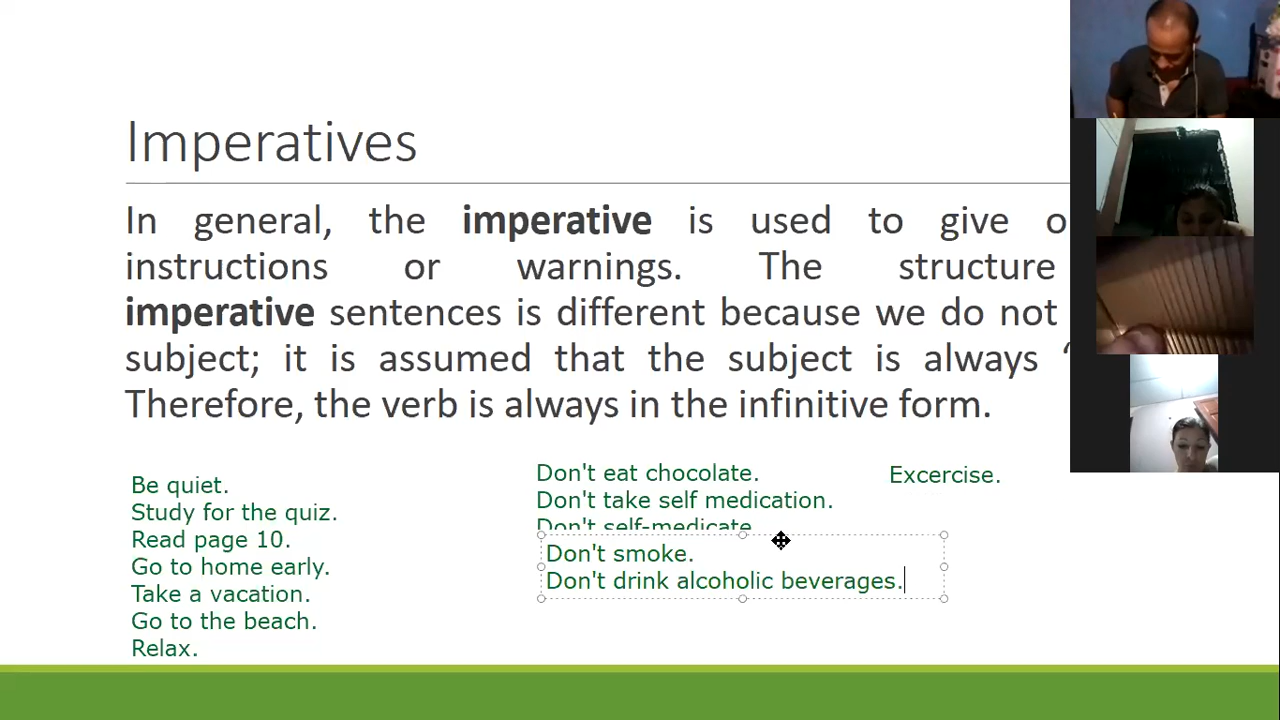 Imperatives
In general, the imperative is used to give
instructions or warnings. The structure
imperative sentences is different because we do not
subject; it is assumed that the subject is always
Therefore, the verb is always in the infinitive form.
Be quiet.
Study for the quiz.
Read page 10.
Go to home early.
Take a vacation.
Go to the beach.
Relax.
Don't eat chocolate.
Don't take self medication.
Don't self-medicate
Don't smoke.
Don't drink alcoholic beverages.
Excercise.